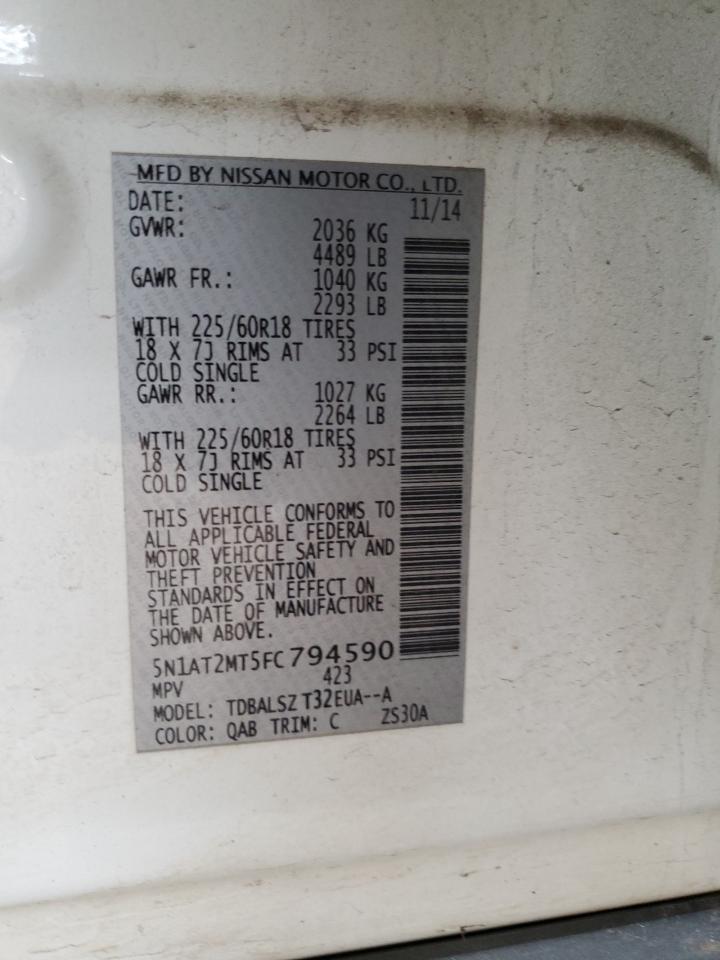 MFD BY NISSAN MOTOR CO., LTD.
DATE: 11/14
GVWR: 2036 KG
4489 LB
GAWR FR.: 1040 KG
2293 LB
WITH 225/60R18 TIRES
18 X 7J RIMS AT 33 PSI
COLD SINGLE
GAWR RR.: 1027 KG
2264 LB
WITH 225/60R18 TIRES
18 X 7J RIMS AT 33 PSI
COLD SINGLE
THIS VEHICLE CONFORMS TO
ALL APPLICABLE FEDERAL
MOTOR VEHICLE SAFETY AND
THEFT PREVENTION
STANDARDS IN EFFECT ON
THE DATE OF MANUFACTURE
SHOWN ABOVE.
5N1AT2MT5FC794590
MPV 423
MODEL: TDBALSZ T32EUA--A
COLOR: QAB TRIM: C ZS30A